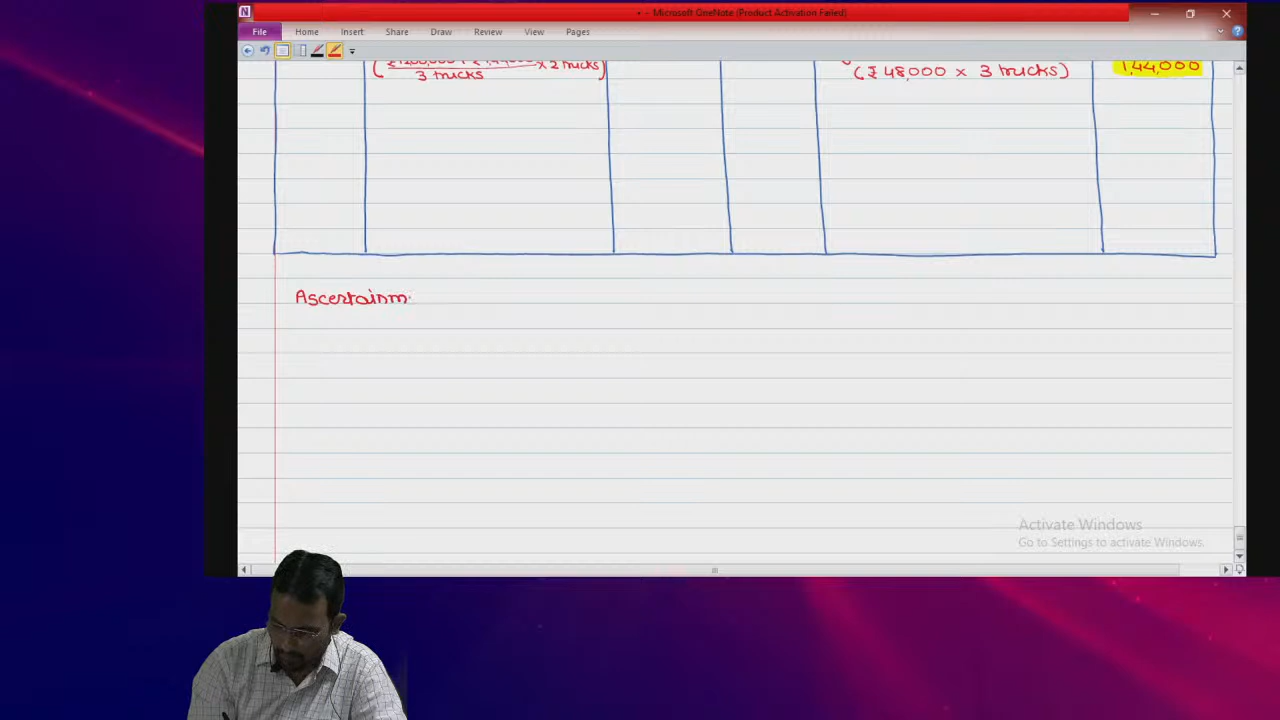 Microsoft OneNote (Product Activation Failed)
File Home Insert Share Draw Review View Pages
3 trucks × 2 trucks
(₹48,000 × 3 trucks) 1,44,000
Ascertainm
Activate Windows
Go to Settings to activate Windows.